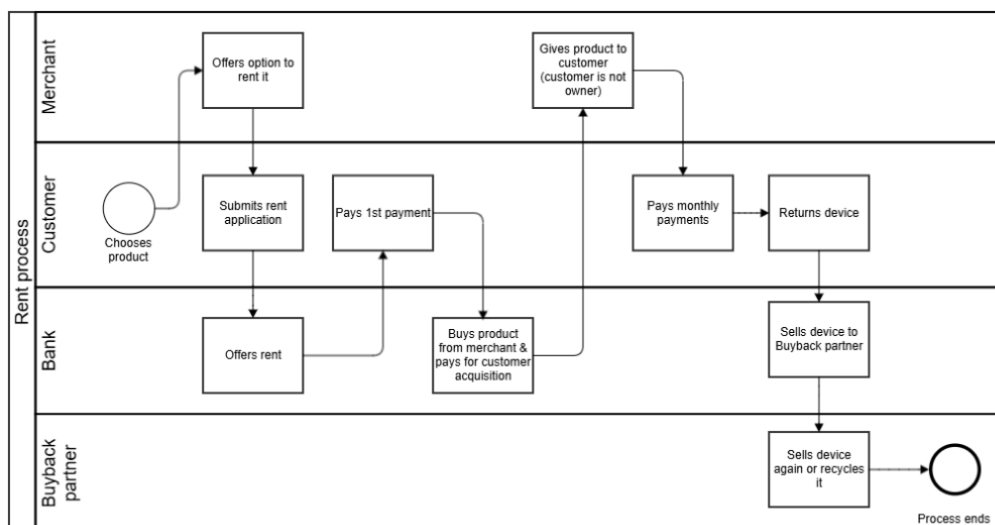 Rent process
Merchant
Offers option to
rent it
Gives product to
customer
(customer is not
owner)
Customer
Chooses
product
Submits rent
application
Pays 1st payment
Pays monthly
payments
Returns device
Bank
Offers rent
Buys product
from merchant &
pays for customer
acquisition
Sells device to
Buyback partner
Buyback
partner
Sells device
again or recycles
it
Process ends